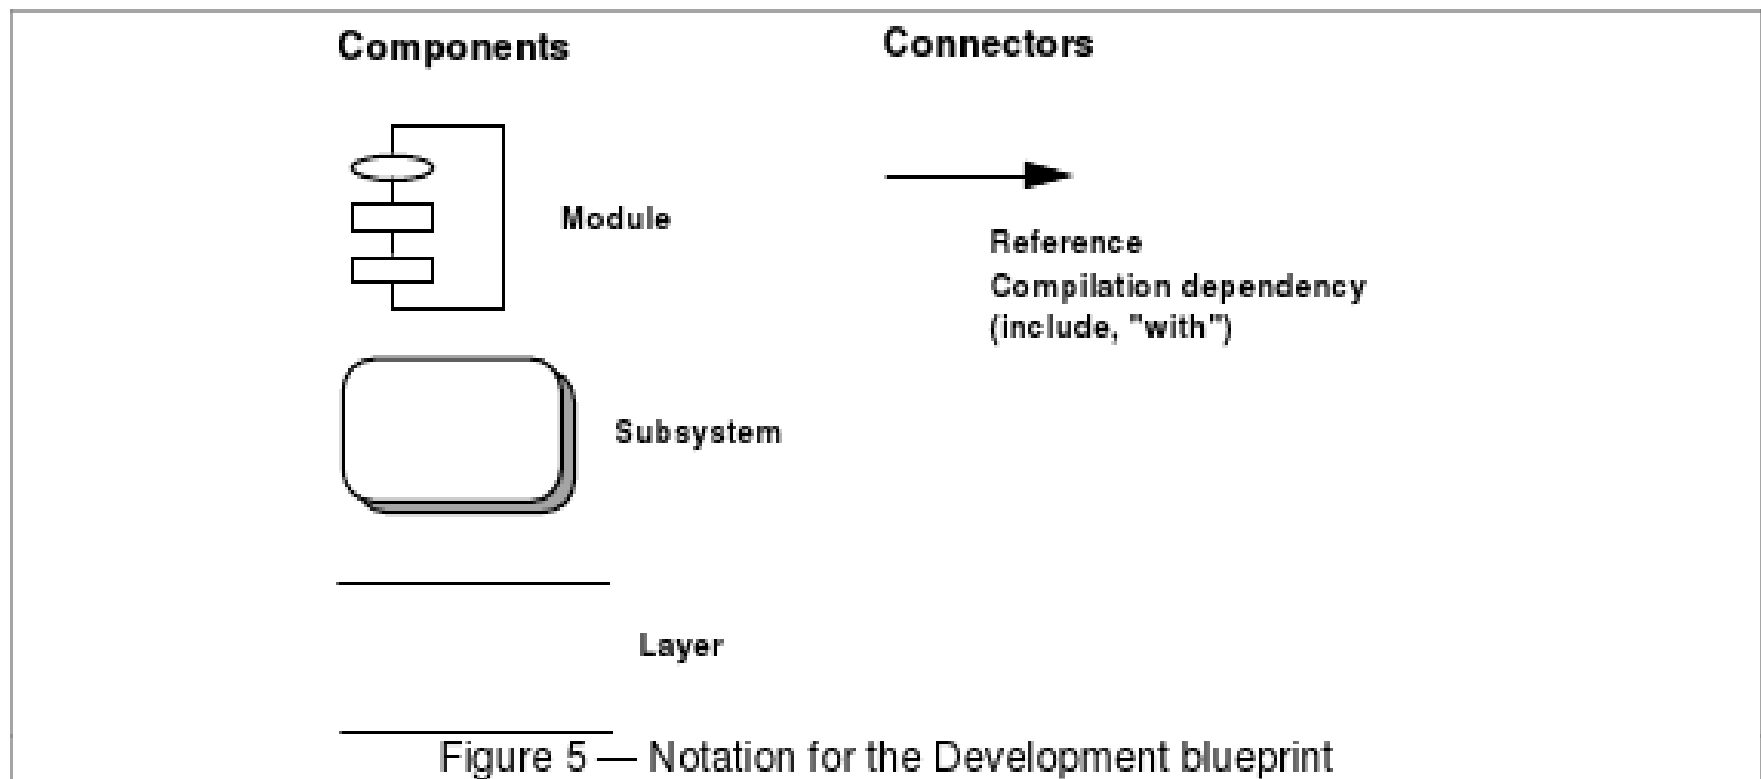 Components
Connectors
Module
Reference
Compilation dependency
(include, "with")
Subsystem
Layer
Figure 5 — Notation for the Development blueprint